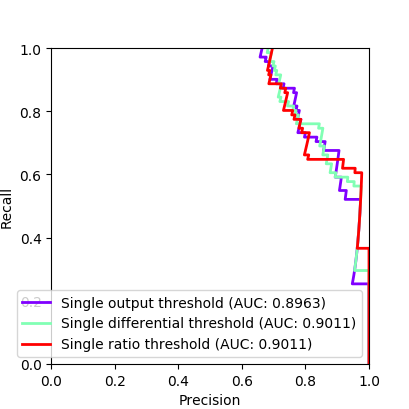 1.0
0.8
0.6
0.4
0.2
0.0
Recall
Single output threshold (AUC: 0.8963)
Single differential threshold (AUC: 0.9011)
Single ratio threshold (AUC: 0.9011)
0.0 0.2 0.4 0.6 0.8 1.0
Precision